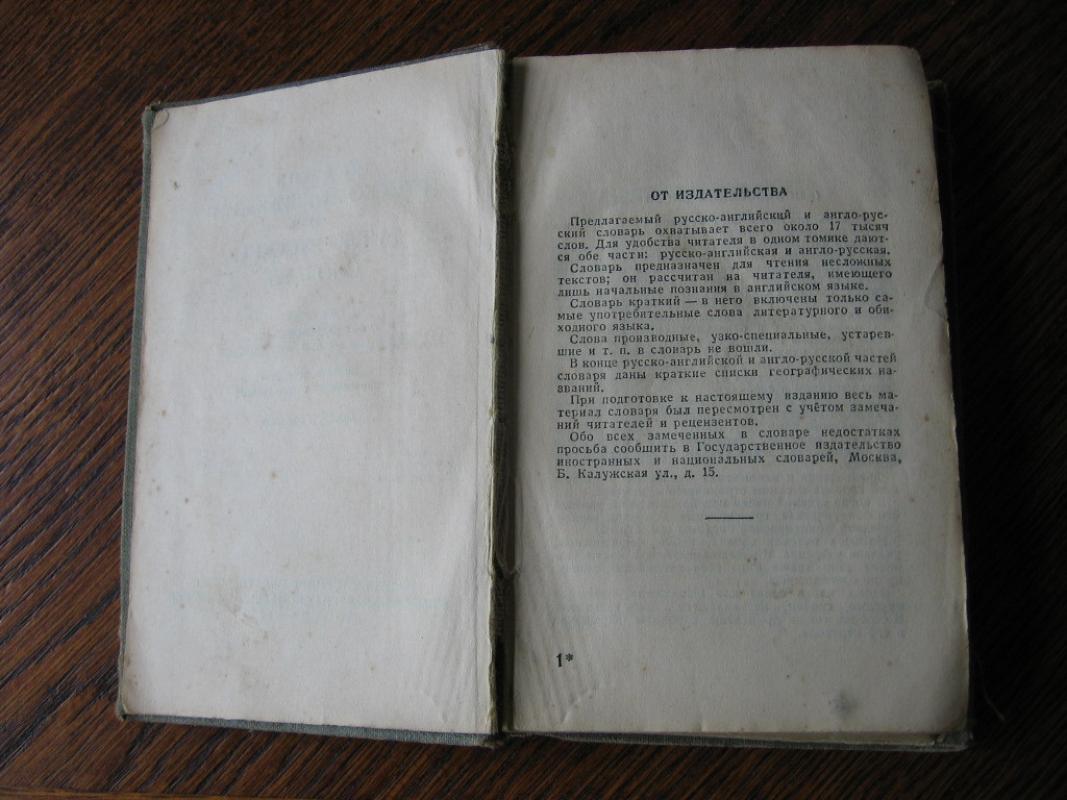 ОТ ИЗДАТЕЛЬСТВА
Предлагаемый русско-английский и англо-рус-
ский словарь охватывает всего около 17 тысяч
слов. Для удобства читателя в одном томике дают-
ся обе части: русско-английская и англо-русская.
Словарь предназначен для чтения несложных
текстов; он рассчитан на читателя, имеющего
лишь начальные познания в английском языке.
Словарь краткий — в него включены только са-
мые употребительные слова литературного и оби-
ходного языка.
Слова производные, узко-специальные, устарев-
шие и т. п. в словарь не вошли.
В конце русско-английской и англо-русской частей
словаря даны краткие списки географических на-
званий.
При подготовке к настоящему изданию весь ма-
териал словаря был пересмотрен с учётом замеча-
ний читателей и рецензентов.
Обо всех замеченных в словаре недостатках
просьба сообщить в Государственное издательство
иностранных и национальных словарей, Москва,
Б. Калужская ул., д. 15.
1*